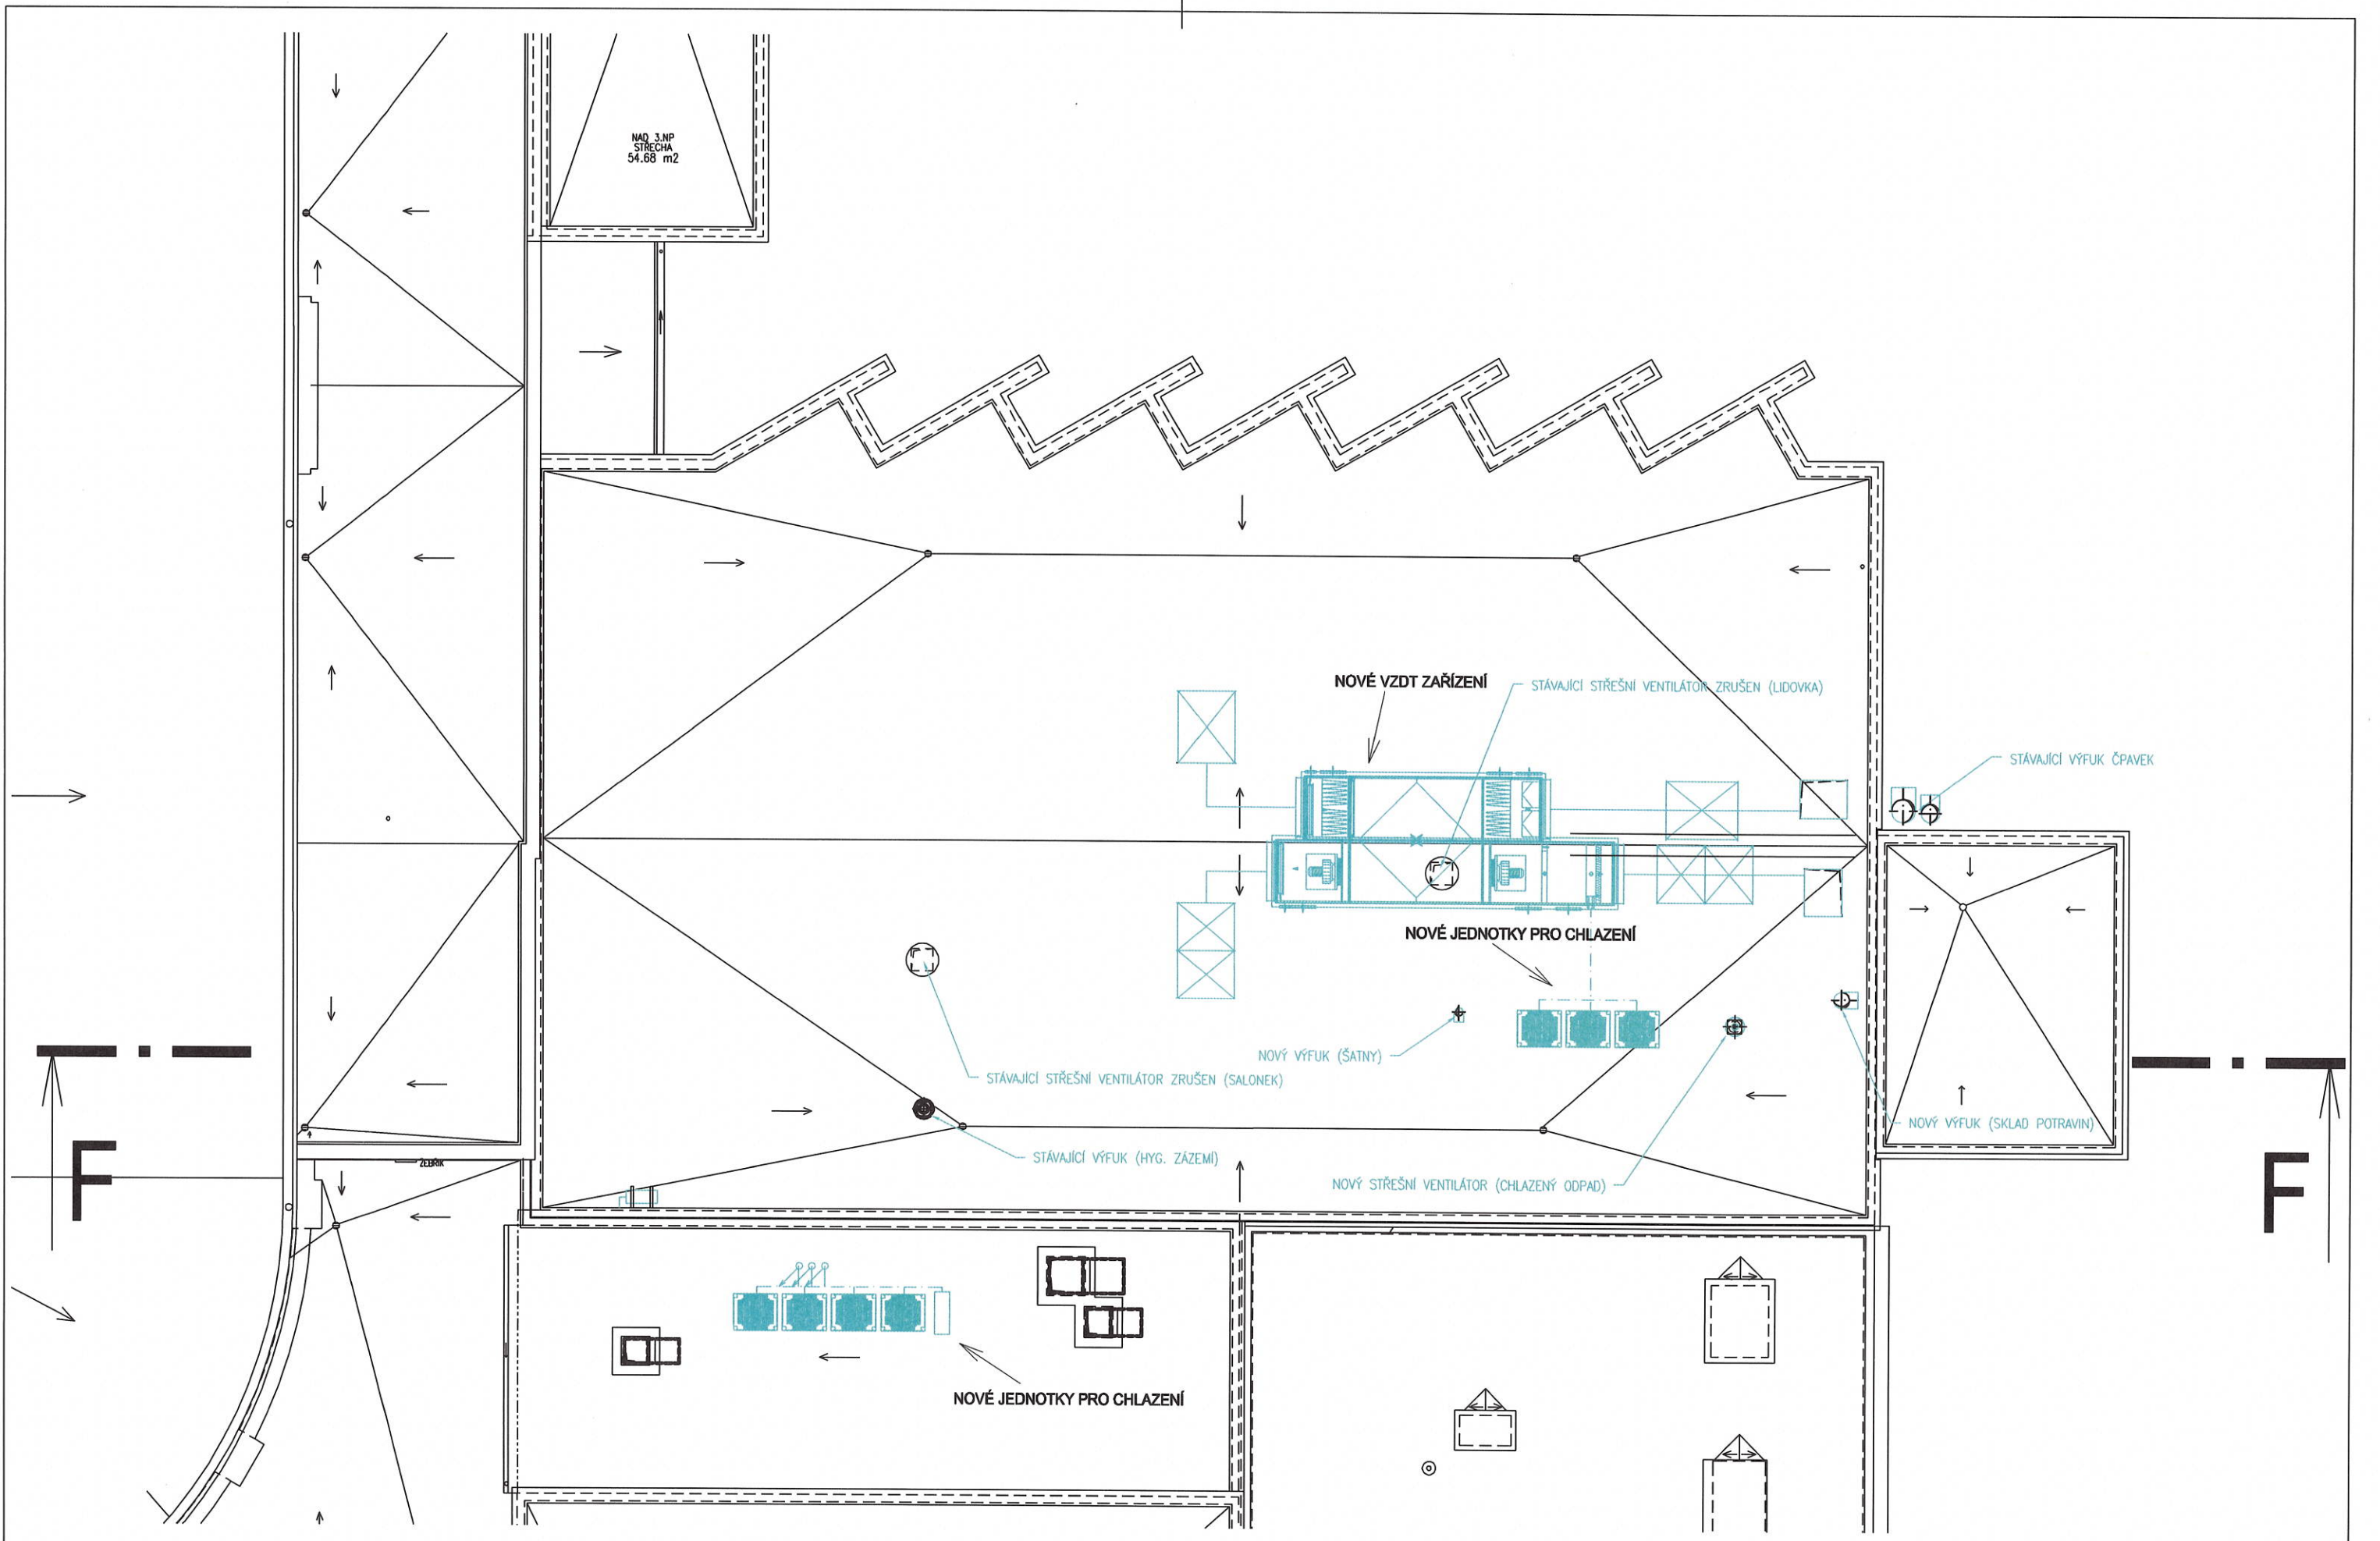 NAD 3.NP
STŘECHA
54.68 m2
NOVÉ VZDT ZAŘÍZENÍ
STÁVAJÍCÍ STŘEŠNÍ VENTILÁTOR ZRUŠEN (LIDOVKA)
STÁVAJÍCÍ VÝFUK ČPAVEK
NOVÉ JEDNOTKY PRO CHLAZENÍ
NOVÝ VÝFUK (ŠATNY)
STÁVAJÍCÍ STŘEŠNÍ VENTILÁTOR ZRUŠEN (SALONEK)
NOVÝ VÝFUK (SKLAD POTRAVIN)
STÁVAJÍCÍ VÝFUK (HYG. ZÁZEMÍ)
ŽEBŘÍK
NOVÝ STŘEŠNÍ VENTILÁTOR (CHLAZENÝ ODPAD)
F
F
NOVÉ JEDNOTKY PRO CHLAZENÍ